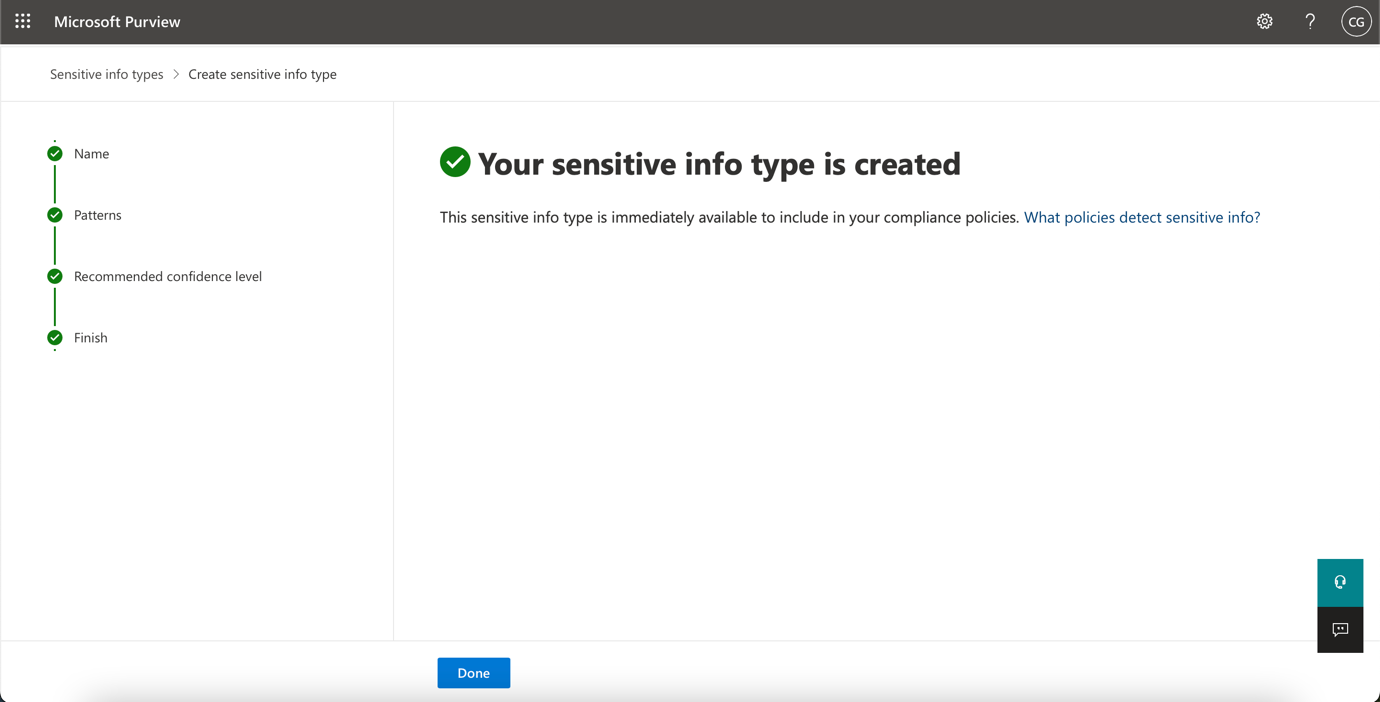 Microsoft Purview
? CG
Sensitive info types > Create sensitive info type
Name
Patterns
Recommended confidence level
Finish
Your sensitive info type is created
This sensitive info type is immediately available to include in your compliance policies. What policies detect sensitive info?
Done